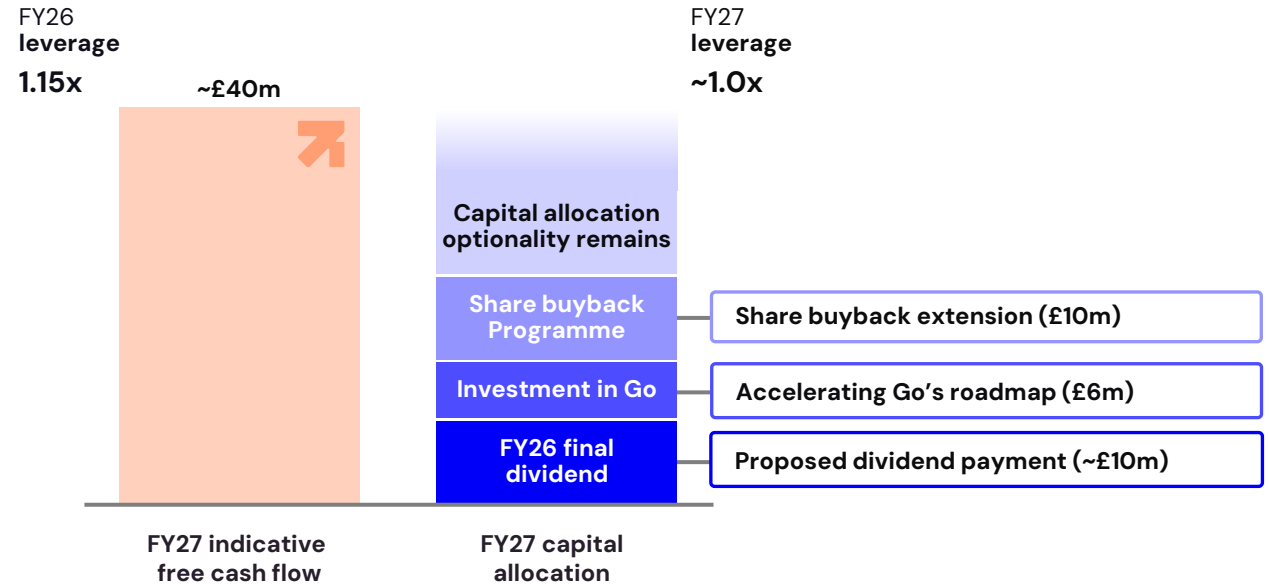 FY26
leverage
1.15x
~£40m
FY27
leverage
~1.0x
Capital allocation
optionality remains
Share buyback
Programme
Share buyback extension (£10m)
Investment in Go
Accelerating Go's roadmap (£6m)
FY26 final
dividend
Proposed dividend payment (~£10m)
FY27 indicative
free cash flow
FY27 capital
allocation